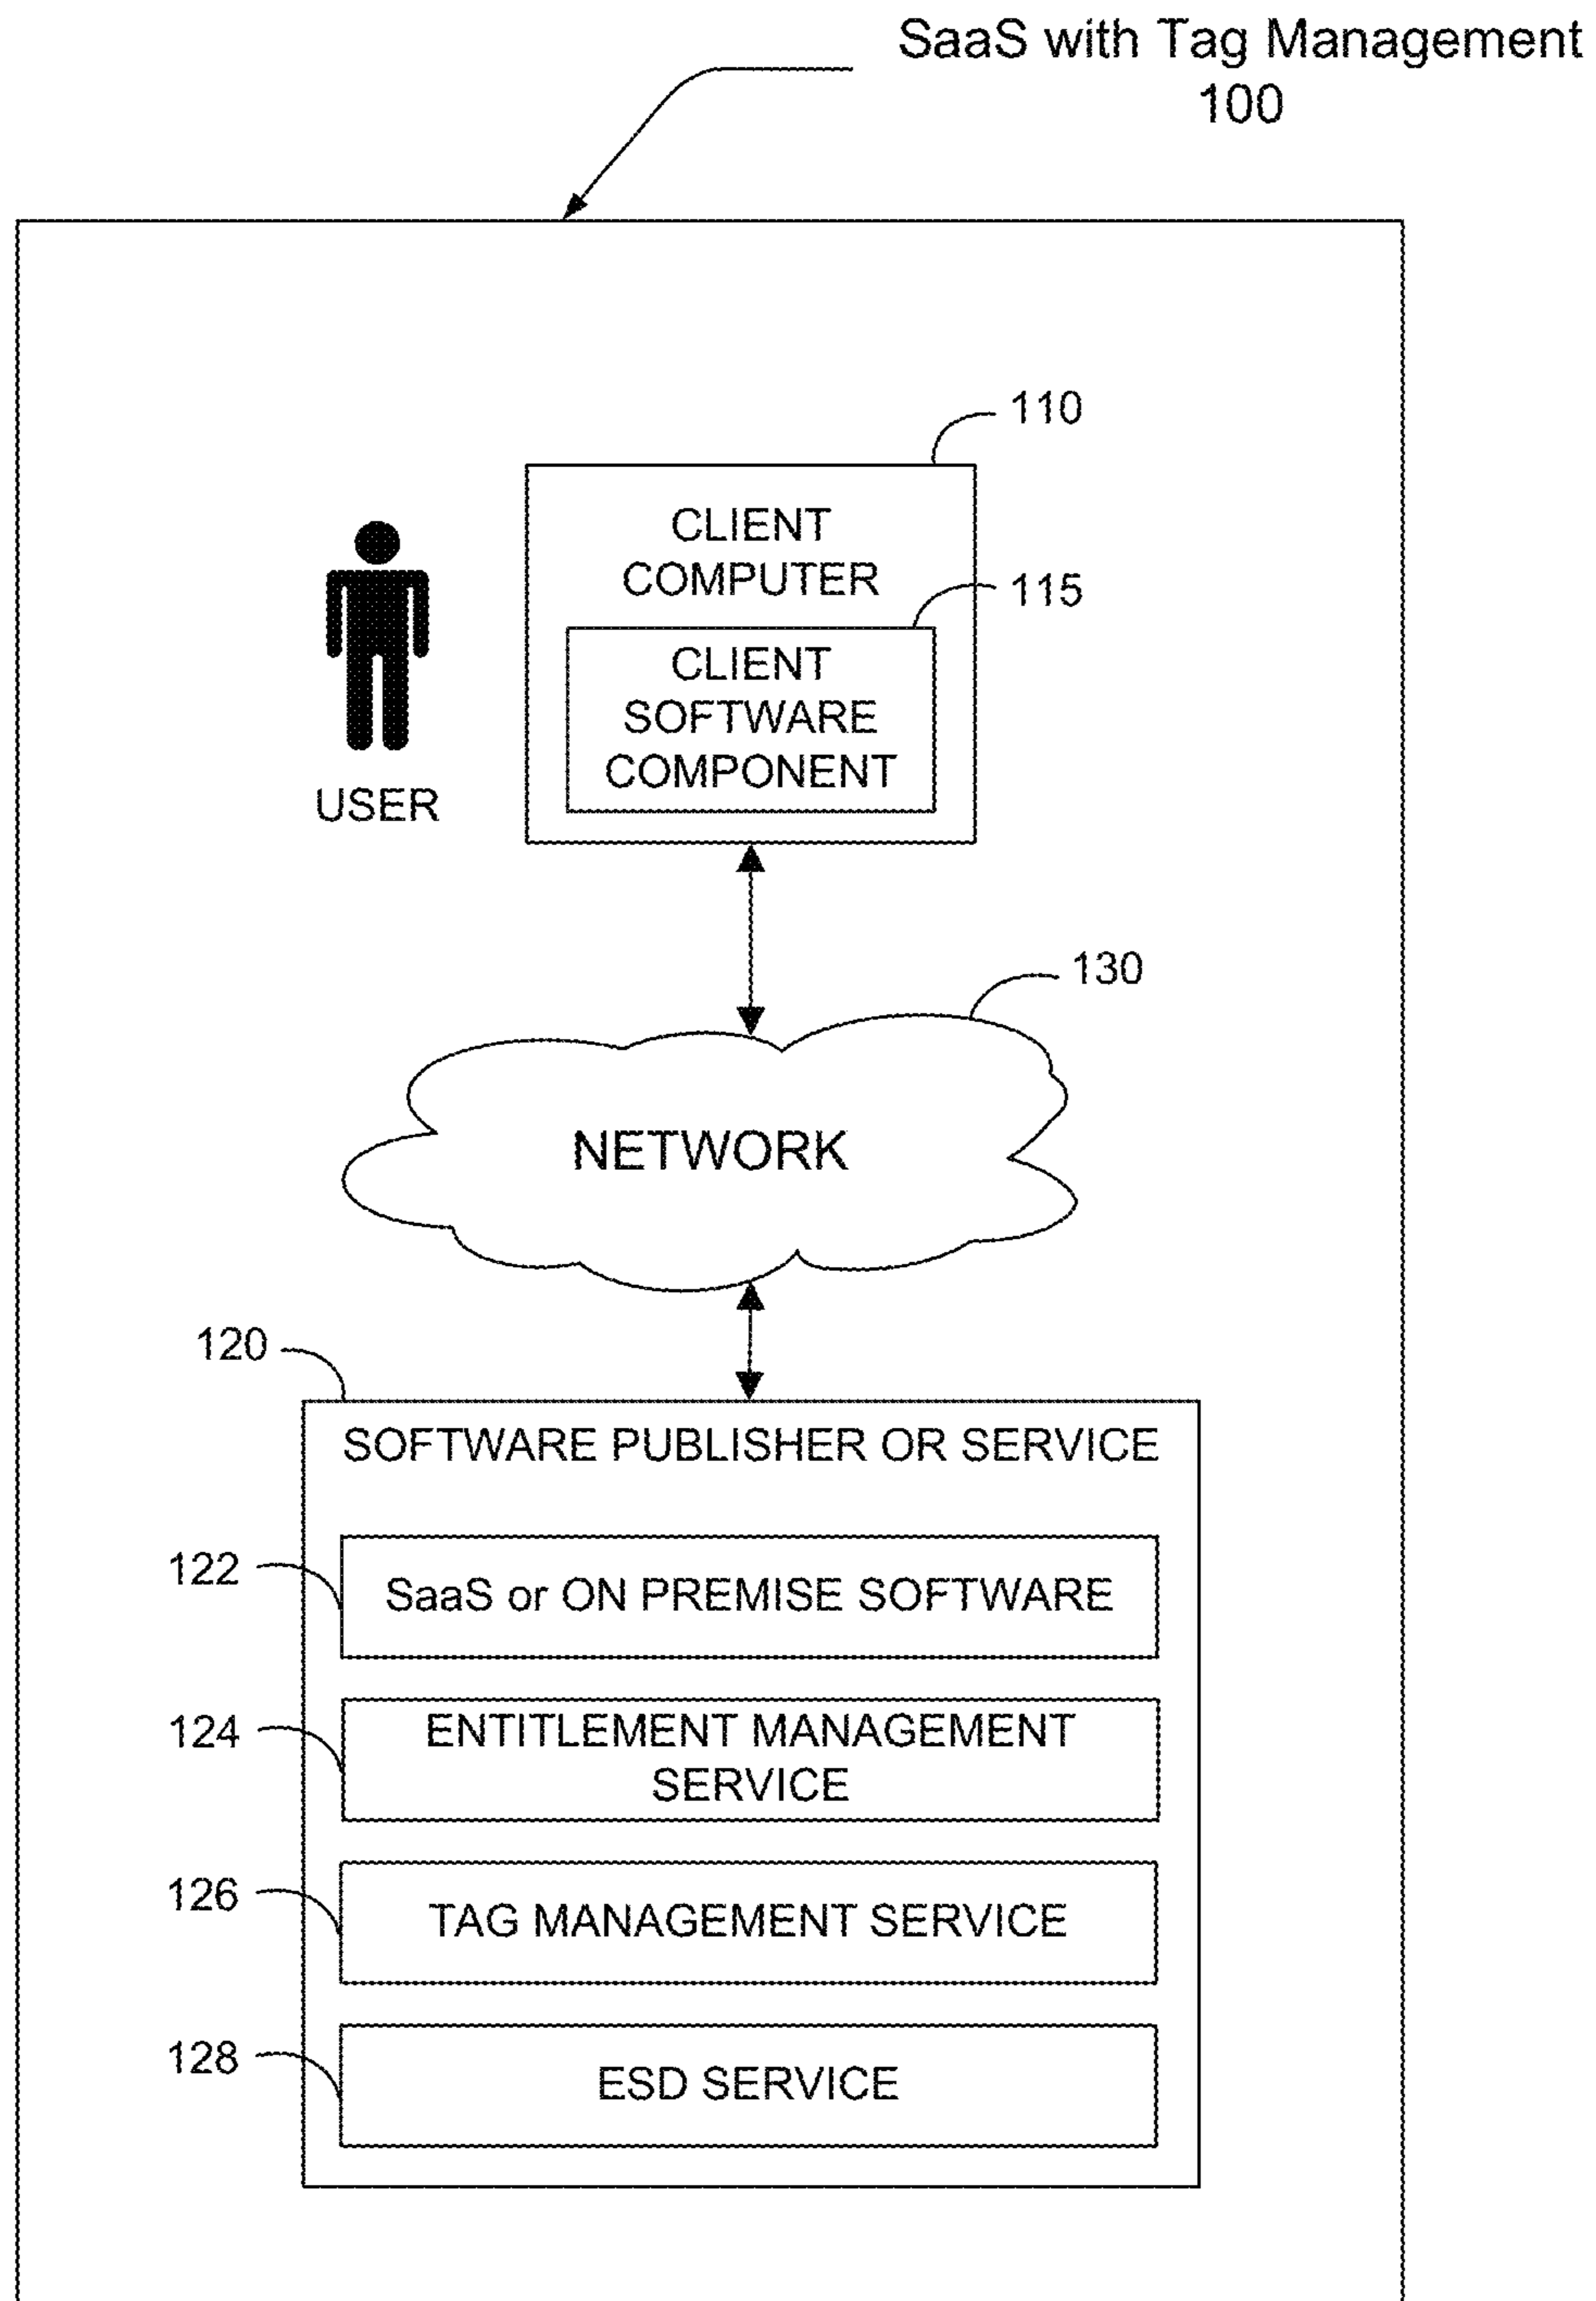 SaaS with Tag Management
100
110
CLIENT
COMPUTER
115
CLIENT
SOFTWARE
COMPONENT
USER
130
NETWORK
120
SOFTWARE PUBLISHER OR SERVICE
122
SaaS or ON PREMISE SOFTWARE
124
ENTITLEMENT MANAGEMENT
SERVICE
126
TAG MANAGEMENT SERVICE
128
ESD SERVICE